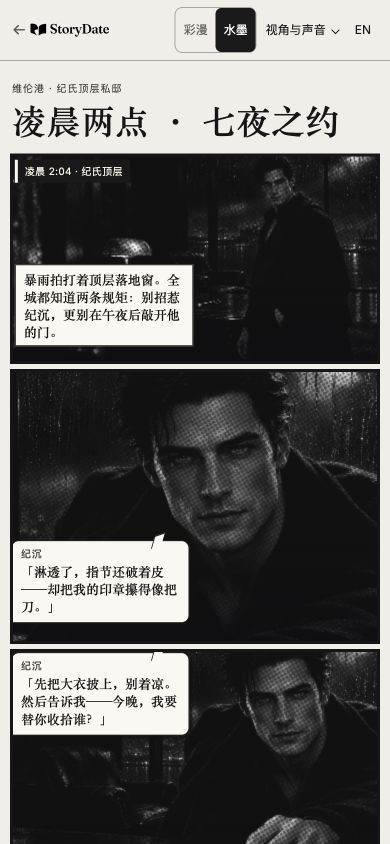 ← StoryDate
彩漫 水墨 视角与声音 EN
维伦港 · 纪氏顶层私邸
凌晨两点 · 七夜之约
凌晨 2:04 · 纪氏顶层
暴雨拍打着顶层落地窗。全
城都知道两条规矩：别招惹
纪沉，更别在午夜后敲开他
的门。
纪沉
「淋透了，指节还破着皮
——却把我的印章攥得像把
刀。」
纪沉
「先把大衣披上，别着凉。
然后告诉我——今晚，我要
替你收拾谁？」